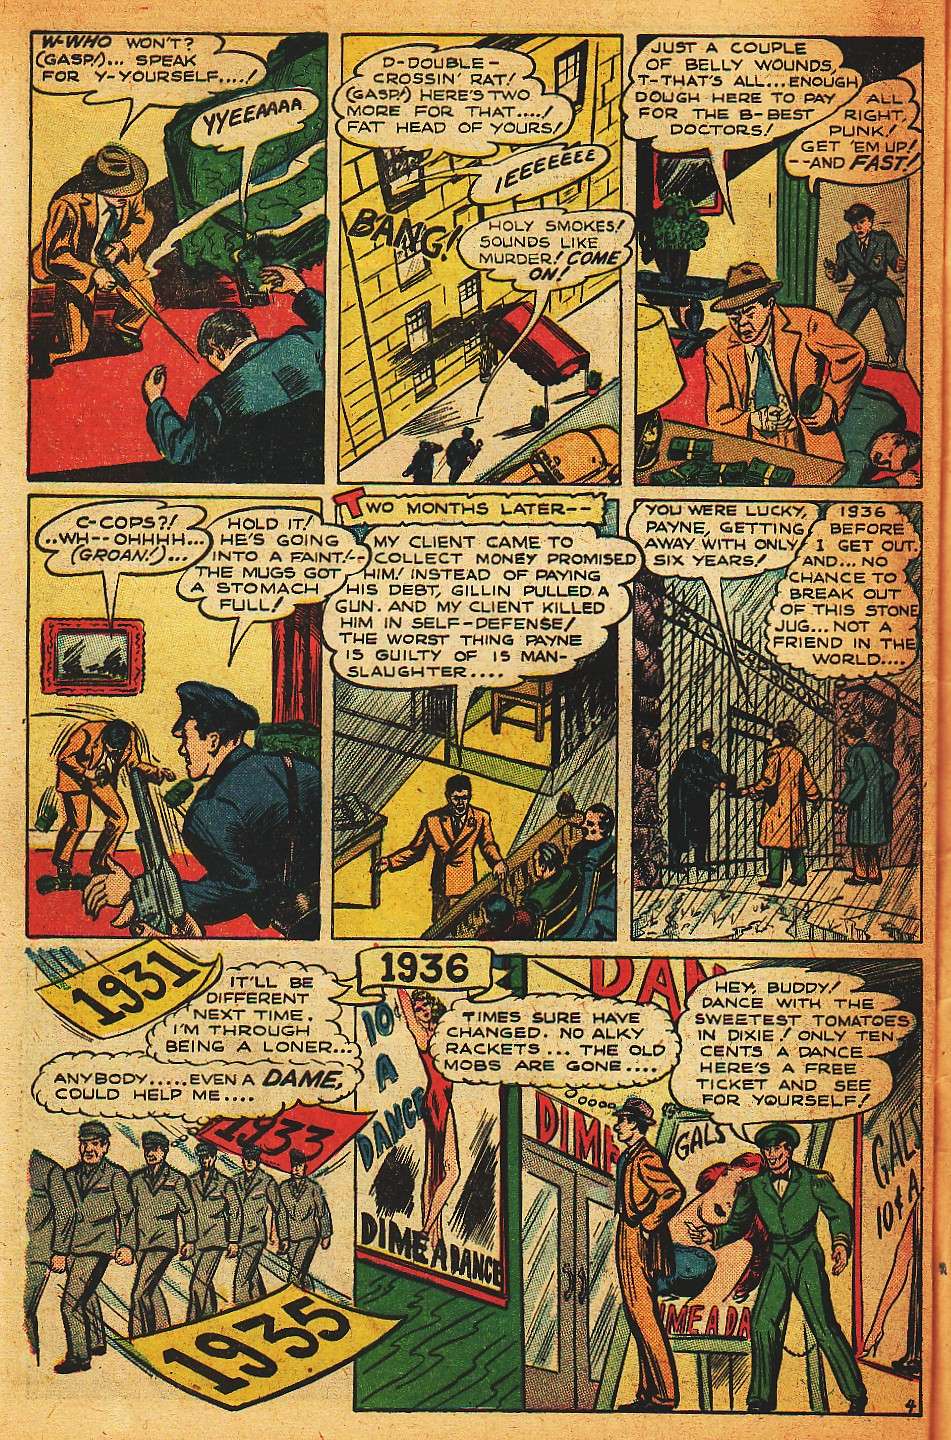 W-WHO WON'T?
(GASP!)... SPEAK
FOR Y-YOURSELF....!
YYEEAAAA
D-DOUBLE-
CROSSIN' RAT!
(GASP!) HERE'S TWO
MORE FOR THAT....!
FAT HEAD OF YOURS!
IEEEEEEE
BANG!
HOLY SMOKES!
SOUNDS LIKE
MURDER! COME
ON!
JUST A COUPLE
OF BELLY WOUNDS,
T-THAT'S ALL...ENOUGH
DOUGH HERE TO PAY
FOR THE B-BEST
DOCTORS!
ALL
RIGHT,
PUNK!
GET 'EM UP!
--AND FAST!
C-COPS?!
..WH--OHHHH...
(GROAN!)...
HOLD IT!
HE'S GOING
INTO A FAINT!--
THE MUGS GOT
A STOMACH
FULL!
TWO MONTHS LATER--
MY CLIENT CAME TO
COLLECT MONEY PROMISED
HIM! INSTEAD OF PAYING
HIS DEBT, GILLIN PULLED A
GUN. AND MY CLIENT KILLED
HIM IN SELF-DEFENSE!
THE WORST THING PAYNE
IS GUILTY OF IS MAN-
SLAUGHTER....
YOU WERE LUCKY,
PAYNE, GETTING
AWAY WITH ONLY
SIX YEARS!
1936
BEFORE
I GET OUT.
AND... NO
CHANCE TO
BREAK OUT
OF THIS STONE
JUG... NOT A
FRIEND IN THE
WORLD....
STATE PRISON
1931
IT'LL BE
DIFFERENT
NEXT TIME.
I'M THROUGH
BEING A LONER...
ANYBODY.....EVEN A DAME,
COULD HELP ME....
1933
1935
1936
10¢
A
DANCE
DIME A DANCE
TIMES SURE HAVE
CHANGED. NO ALKY
RACKETS... THE OLD
MOBS ARE GONE....
DAN
DIME
HEY, BUDDY!
DANCE WITH THE
SWEETEST TOMATOES
IN DIXIE! ONLY TEN
CENTS A DANCE--
HERE'S A FREE
TICKET AND SEE
FOR YOURSELF!
GALS
DIME A DA
GALS
10¢ A
4